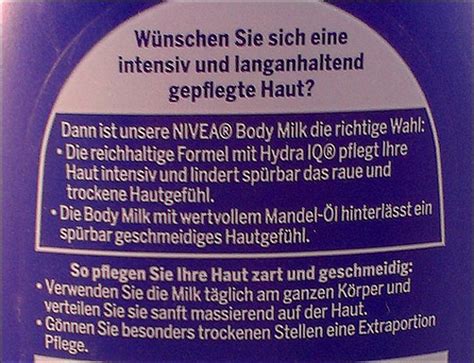 Wünschen Sie sich eine
intensiv und langanhaltend
gepflegte Haut?
Dann ist unsere NIVEA® Body Milk die richtige Wahl:
• Die reichhaltige Formel mit Hydra IQ® pflegt Ihre
Haut intensiv und lindert spürbar das raue und
trockene Hautgefühl.
• Die Body Milk mit wertvollem Mandel-Öl hinterlässt ein
spürbar geschmeidiges Hautgefühl.
So pflegen Sie Ihre Haut zart und geschmeidig:
• Verwenden Sie die Milk täglich am ganzen Körper und
verteilen Sie sie sanft massierend auf der Haut.
• Gönnen Sie besonders trockenen Stellen eine Extraportion
Pflege.